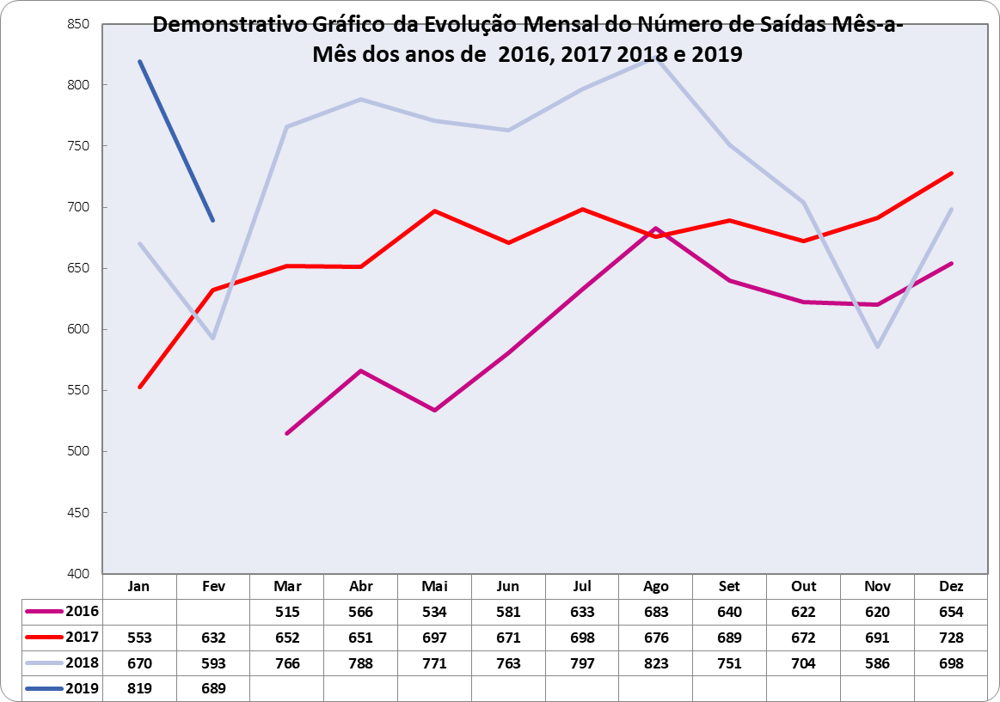 Demonstrativo Gráfico da Evolução Mensal do Número de Saídas Mês-a-
Mês dos anos de 2016, 2017 2018 e 2019
850
800
750
700
650
600
550
500
450
400
Jan Fev Mar Abr Mai Jun Jul Ago Set Out Nov Dez
2016 515 566 534 581 633 683 640 622 620 654
2017 553 632 652 651 697 671 698 676 689 672 691 728
2018 670 593 766 788 771 763 797 823 751 704 586 698
2019 819 689